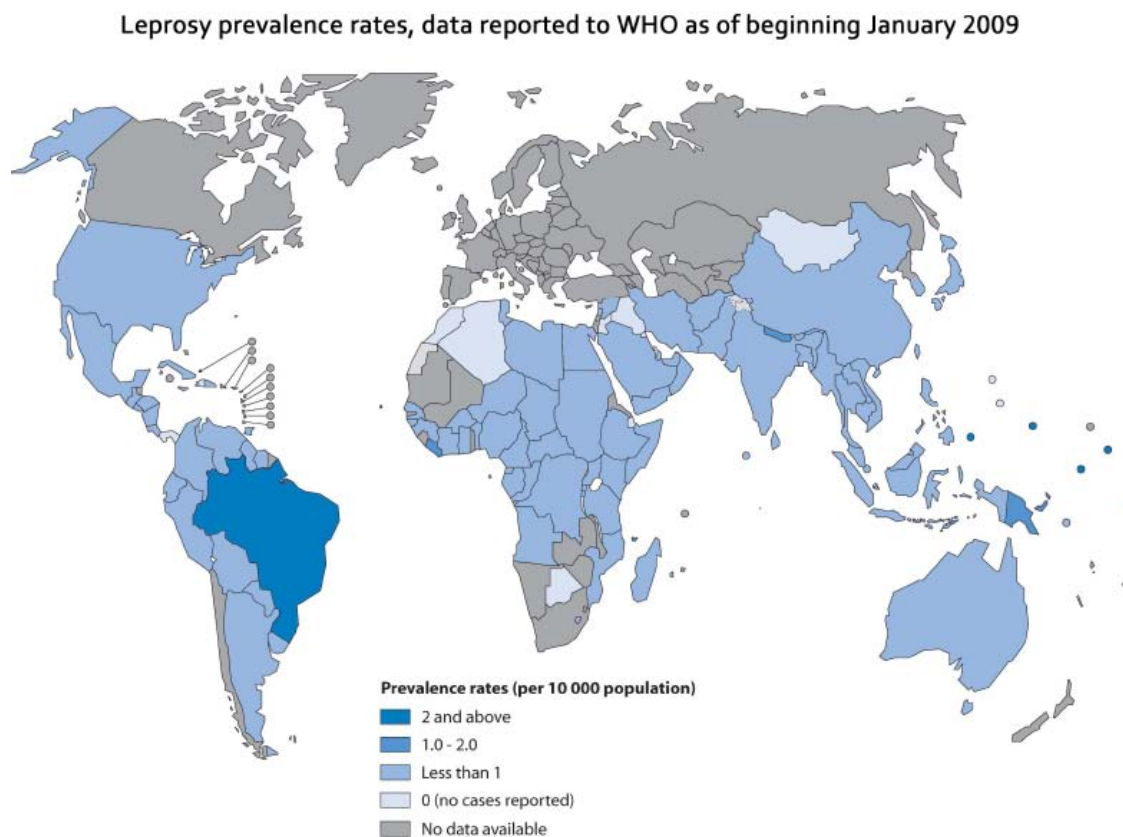 Leprosy prevalence rates, data reported to WHO as of beginning January 2009
Prevalence rates (per 10 000 population)
2 and above
1.0 - 2.0
Less than 1
0 (no cases reported)
No data available